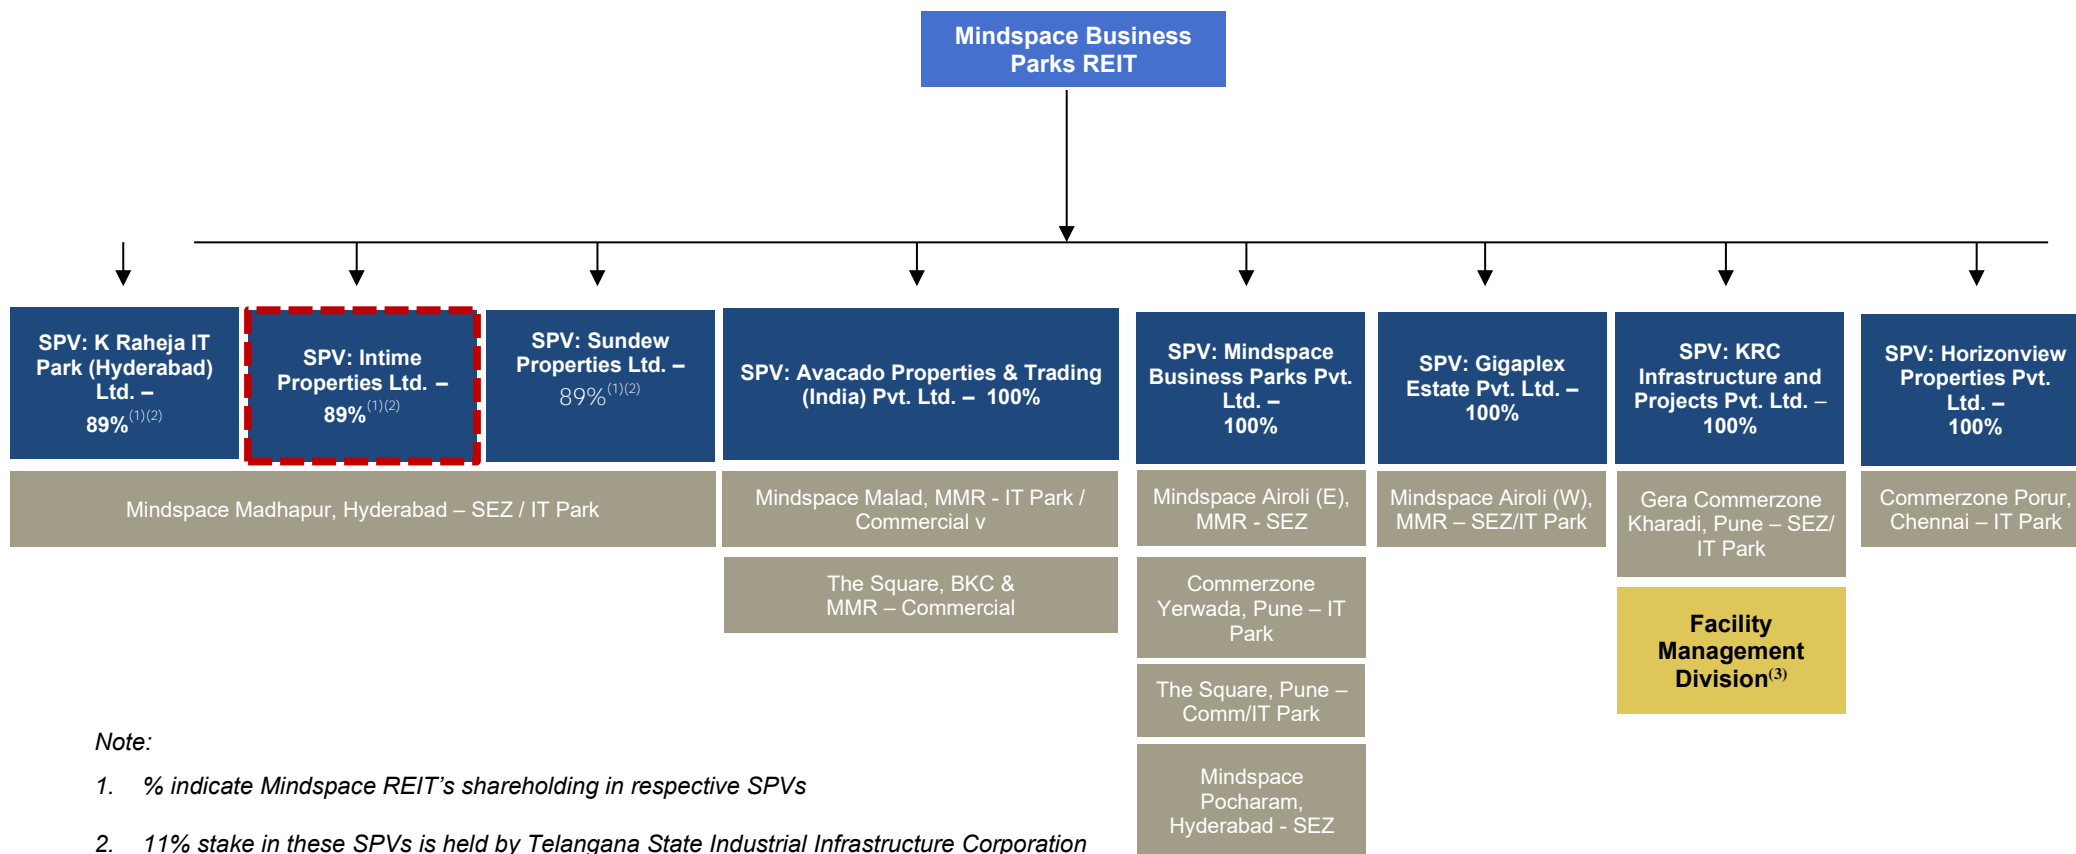 Mindspace Business
Parks REIT
SPV: K Raheja IT
Park (Hyderabad)
Ltd. –
89%(1)(2)
SPV: Intime
Properties Ltd. –
89%(1)(2)
SPV: Sundew
Properties Ltd. –
89%(1)(2)
SPV: Avacado Properties & Trading
(India) Pvt. Ltd. – 100%
SPV: Mindspace
Business Parks Pvt.
Ltd. –
100%
SPV: Gigaplex
Estate Pvt. Ltd. –
100%
SPV: KRC
Infrastructure and
Projects Pvt. Ltd. –
100%
SPV: Horizonview
Properties Pvt.
Ltd. –
100%
Mindspace Madhapur, Hyderabad – SEZ / IT Park
Mindspace Malad, MMR - IT Park /
Commercial v
The Square, BKC &
MMR – Commercial
Mindspace Airoli (E),
MMR - SEZ
Commerzone
Yerwada, Pune – IT
Park
The Square, Pune –
Comm/IT Park
Mindspace
Pocharam,
Hyderabad - SEZ
Mindspace Airoli (W),
MMR – SEZ/IT Park
Gera Commerzone
Kharadi, Pune – SEZ/
IT Park
Facility
Management
Division(3)
Commerzone Porur,
Chennai – IT Park
Note:
1. % indicate Mindspace REIT's shareholding in respective SPVs
2. 11% stake in these SPVs is held by Telangana State Industrial Infrastructure Corporation